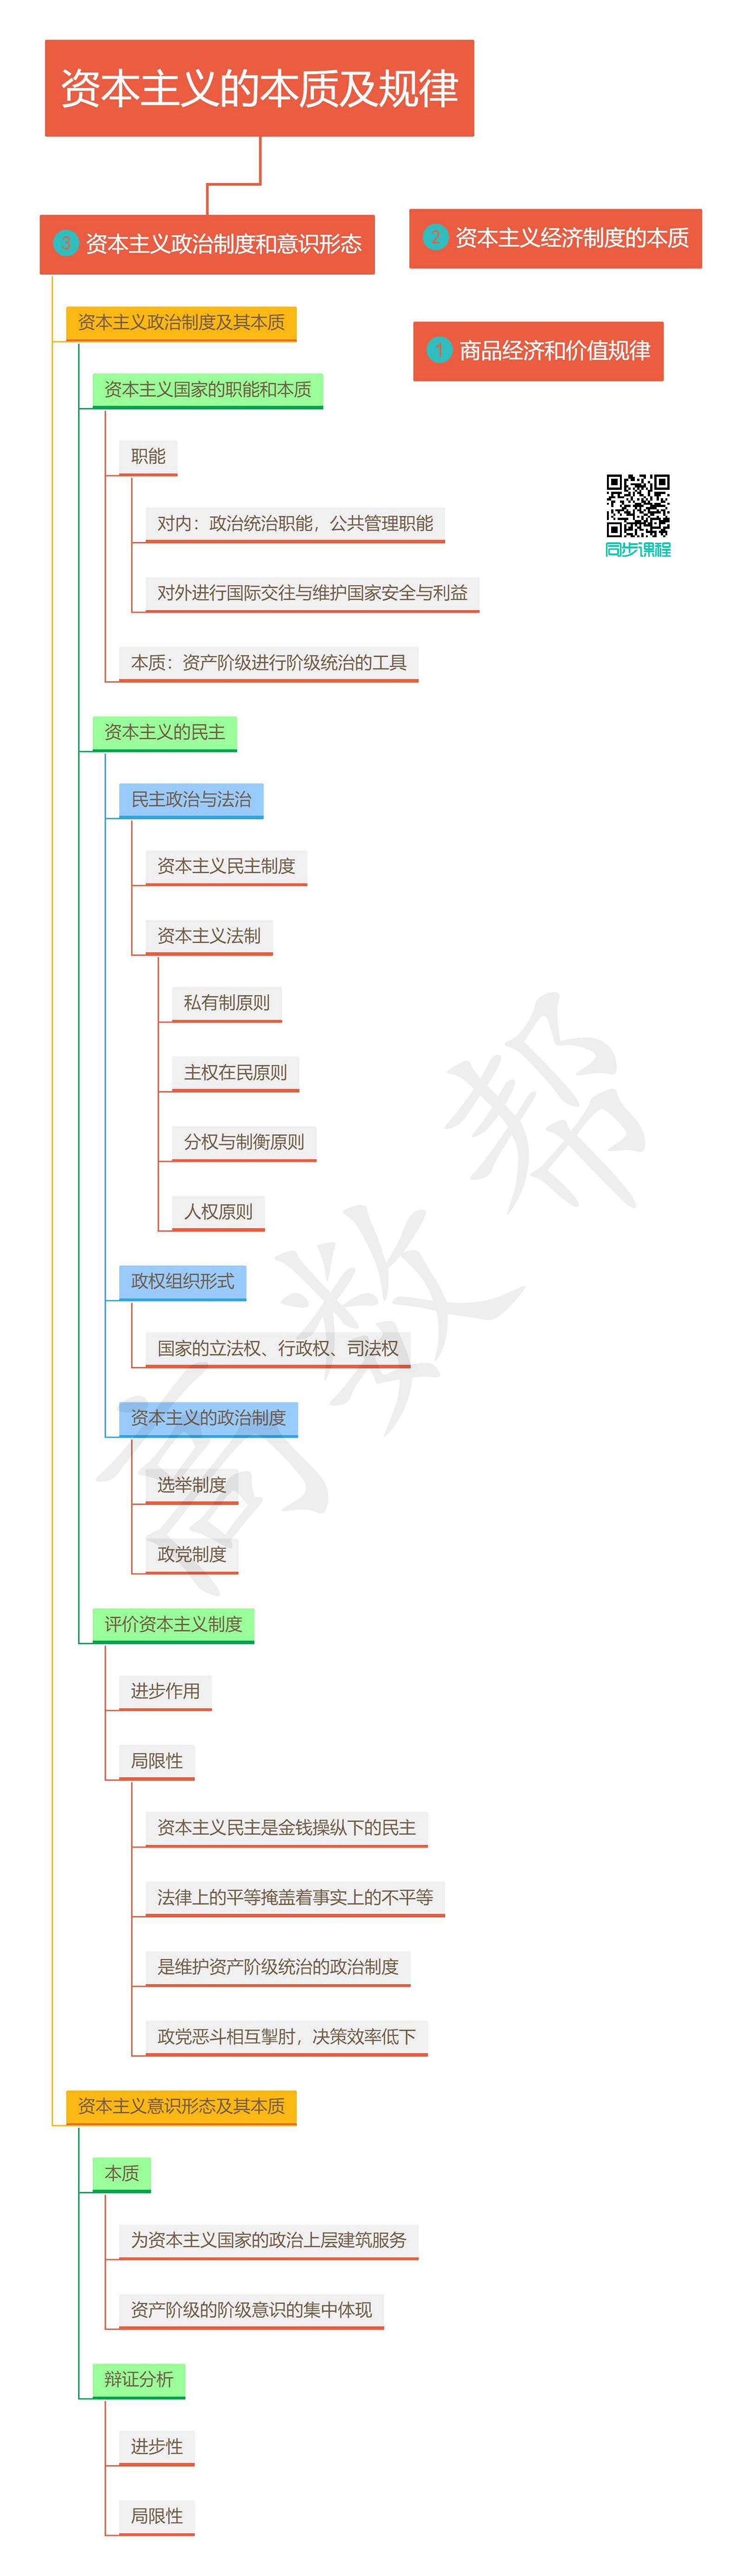 资本主义的本质及规律
3 资本主义政治制度和意识形态
2 资本主义经济制度的本质
1 商品经济和价值规律
同步课程
资本主义政治制度及其本质
资本主义国家的职能和本质
职能
对内：政治统治职能，公共管理职能
对外进行国际交往与维护国家安全与利益
本质：资产阶级进行阶级统治的工具
资本主义的民主
民主政治与法治
资本主义民主制度
资本主义法制
私有制原则
主权在民原则
分权与制衡原则
人权原则
政权组织形式
国家的立法权、行政权、司法权
资本主义的政治制度
选举制度
政党制度
评价资本主义制度
进步作用
局限性
资本主义民主是金钱操纵下的民主
法律上的平等掩盖着事实上的不平等
是维护资产阶级统治的政治制度
政党恶斗相互掣肘，决策效率低下
资本主义意识形态及其本质
本质
为资本主义国家的政治上层建筑服务
资产阶级的阶级意识的集中体现
辩证分析
进步性
局限性
高数帮